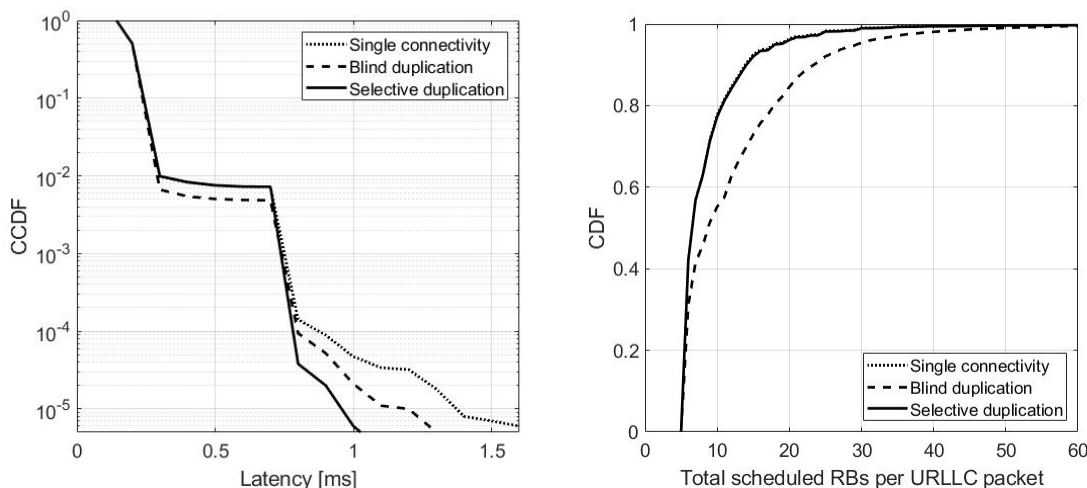 10^0
10^-1
10^-2
10^-3
10^-4
10^-5
CCDF
0
0.5
1
1.5
Latency [ms]
Single connectivity
Blind duplication
Selective duplication
1
0.8
0.6
0.4
0.2
0
CDF
0
10
20
30
40
50
60
Total scheduled RBs per URLLC packet
Single connectivity
Blind duplication
Selective duplication